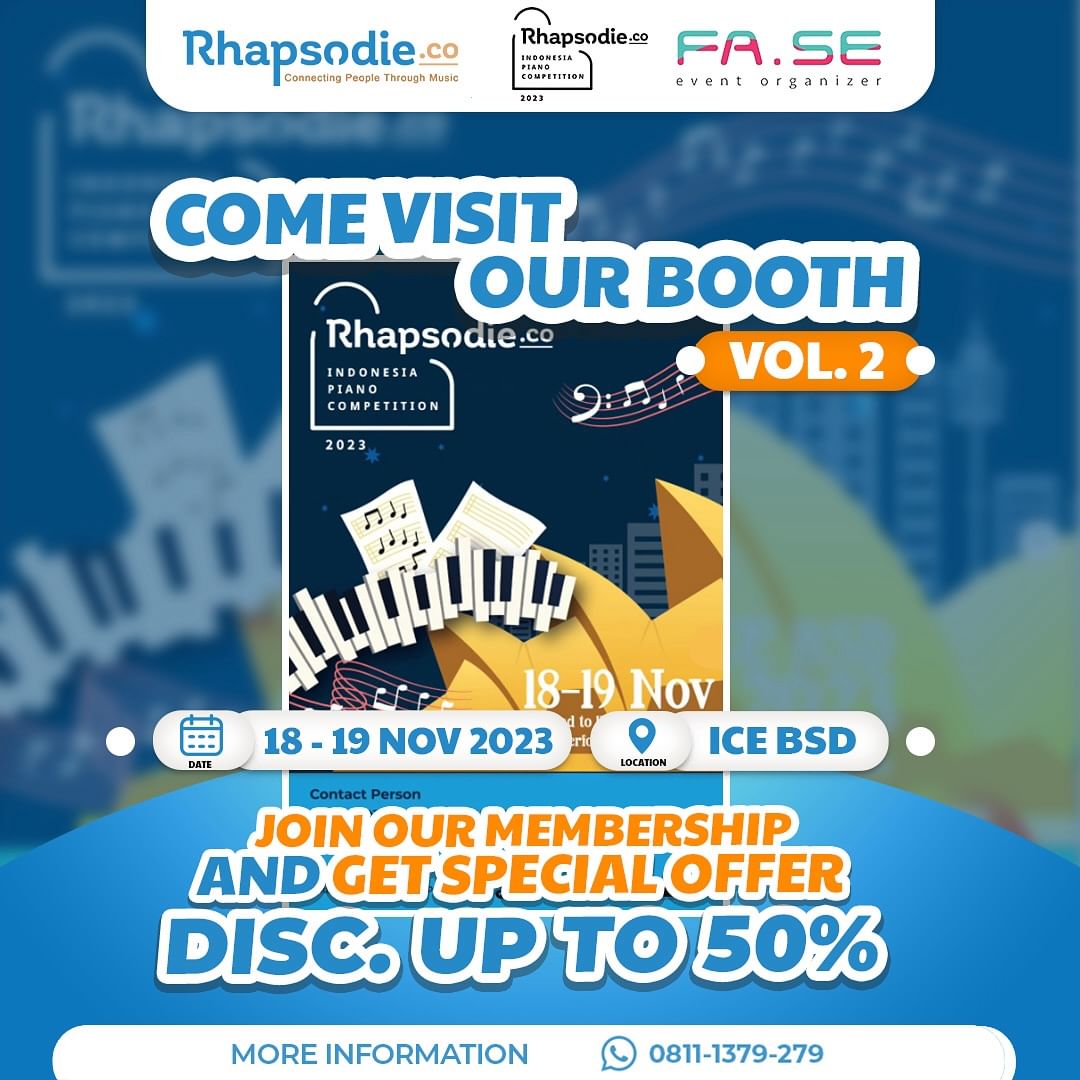 Rhapsodie.co
Connecting People Through Music
Rhapsodie.co
INDONESIA
PIANO
COMPETITION
2023
FA.SE
event organizer
COME VISIT
OUR BOOTH
VOL. 2
Rhapsodie.co
INDONESIA
PIANO
COMPETITION
2023
18-19 Nov
DATE
18 - 19 NOV 2023
LOCATION
ICE BSD
Contact Person
JOIN OUR MEMBERSHIP
AND GET SPECIAL OFFER
DISC. UP TO 50%
MORE INFORMATION
0811-1379-279